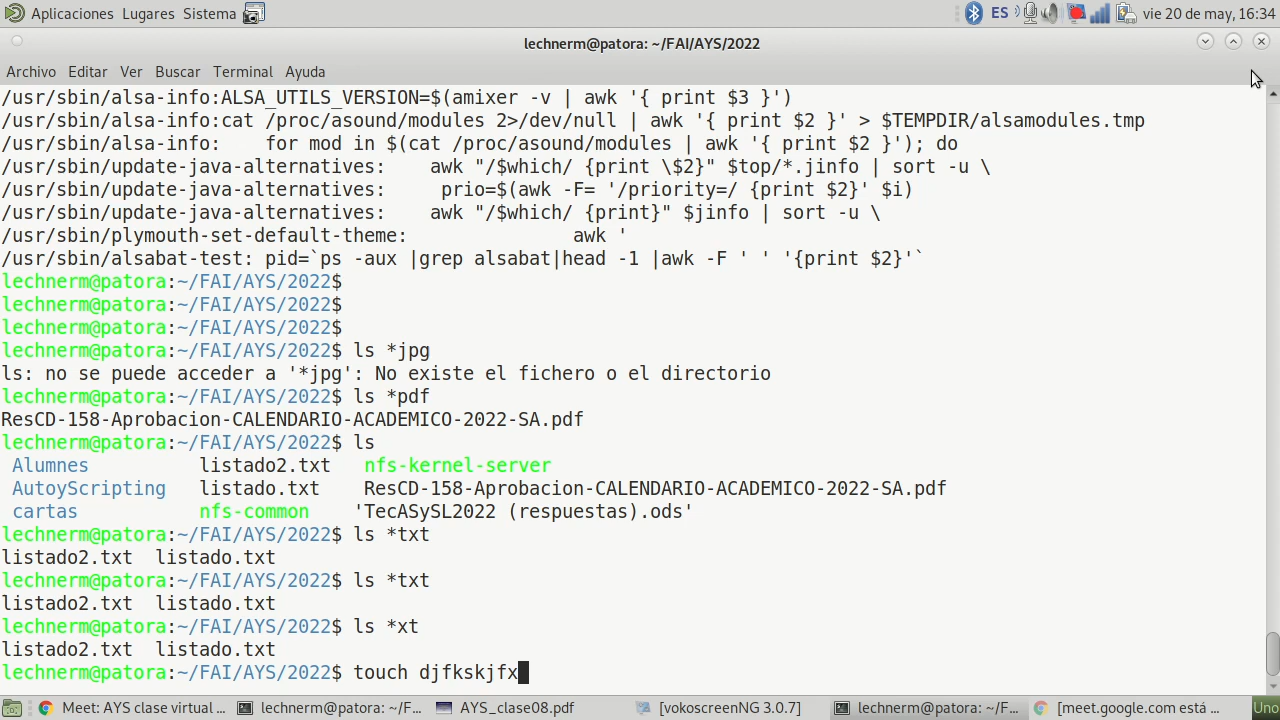 Aplicaciones Lugares Sistema ES vie 20 de may, 16:34
lechnerm@patora: ~/FAI/AYS/2022
Archivo Editar Ver Buscar Terminal Ayuda
/usr/sbin/alsa-info:ALSA_UTILS_VERSION=$(amixer -v | awk '{ print $3 }')
/usr/sbin/alsa-info:cat /proc/asound/modules 2>/dev/null | awk '{ print $2 }' > $TEMPDIR/alsamodules.tmp
/usr/sbin/alsa-info:    for mod in $(cat /proc/asound/modules | awk '{ print $2 }'); do
/usr/sbin/update-java-alternatives:    awk "/$which/ {print \$2}" $top/*.jinfo | sort -u \
/usr/sbin/update-java-alternatives:     prio=$(awk -F= '/priority=/ {print $2}' $i)
/usr/sbin/update-java-alternatives:    awk "/$which/ {print}" $jinfo | sort -u \
/usr/sbin/plymouth-set-default-theme:               awk '
/usr/sbin/alsabat-test: pid=`ps -aux |grep alsabat|head -1 |awk -F ' ' '{print $2}'`
lechnerm@patora:~/FAI/AYS/2022$
lechnerm@patora:~/FAI/AYS/2022$
lechnerm@patora:~/FAI/AYS/2022$
lechnerm@patora:~/FAI/AYS/2022$ ls *jpg
ls: no se puede acceder a '*jpg': No existe el fichero o el directorio
lechnerm@patora:~/FAI/AYS/2022$ ls *pdf
ResCD-158-Aprobacion-CALENDARIO-ACADEMICO-2022-SA.pdf
lechnerm@patora:~/FAI/AYS/2022$ ls
Alumnes          listado2.txt   nfs-kernel-server
AutoyScripting   listado.txt    ResCD-158-Aprobacion-CALENDARIO-ACADEMICO-2022-SA.pdf
cartas           nfs-common    'TecASySL2022 (respuestas).ods'
lechnerm@patora:~/FAI/AYS/2022$ ls *txt
listado2.txt  listado.txt
lechnerm@patora:~/FAI/AYS/2022$ ls *txt
listado2.txt  listado.txt
lechnerm@patora:~/FAI/AYS/2022$ ls *xt
listado2.txt  listado.txt
lechnerm@patora:~/FAI/AYS/2022$ touch djfkskjfx
Meet: AYS clase virtual ... lechnerm@patora: ~/F... AYS_clase08.pdf [vokoscreenNG 3.0.7] lechnerm@patora: ~/F... [meet.google.com está ... Uno